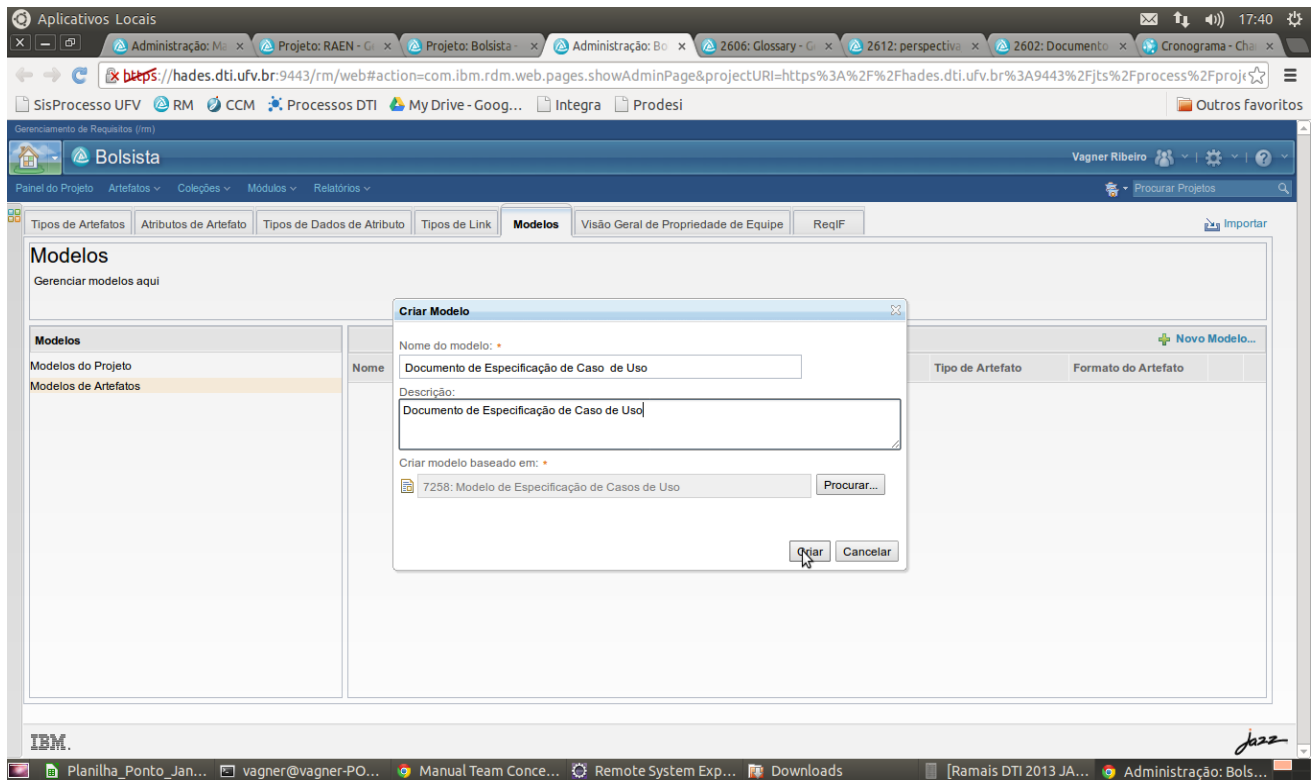 Aplicativos Locais 17:40
Administração: Ma Projeto: RAEN - G Projeto: Bolsista - Administração: Bo 2606: Glossary - G 2612: perspectiva 2602: Documento Cronograma - Cha
https://hades.dti.ufv.br:9443/rm/web#action=com.ibm.rdm.web.pages.showAdminPage&projectURI=https%3A%2F%2Fhades.dti.ufv.br%3A9443%2Fjts%2Fprocess%2Fproje
SisProcesso UFV RM CCM Processos DTI My Drive - Goog... Integra Prodesi Outros favoritos
Gerenciamento de Requisitos (/rm)
Bolsista Vagner Ribeiro
Painel do Projeto Artefatos Coleções Módulos Relatórios Procurar Projetos
Tipos de Artefatos Atributos de Artefato Tipos de Dados de Atributo Tipos de Link Modelos Visão Geral de Propriedade de Equipe ReqIF Importar
Modelos
Gerenciar modelos aqui
Criar Modelo
Modelos Novo Modelo...
Nome do modelo: *
Modelos do Projeto Nome Documento de Especificação de Caso de Uso Tipo de Artefato Formato do Artefato
Modelos de Artefatos
Descrição:
Documento de Especificação de Caso de Uso
Criar modelo baseado em: *
7258: Modelo de Especificação de Casos de Uso Procurar...
Criar Cancelar
IBM. jazz
Planilha_Ponto_Jan... vagner@vagner-PO... Manual Team Conce... Remote System Exp... Downloads [Ramais DTI 2013 JA... Administração: Bols...